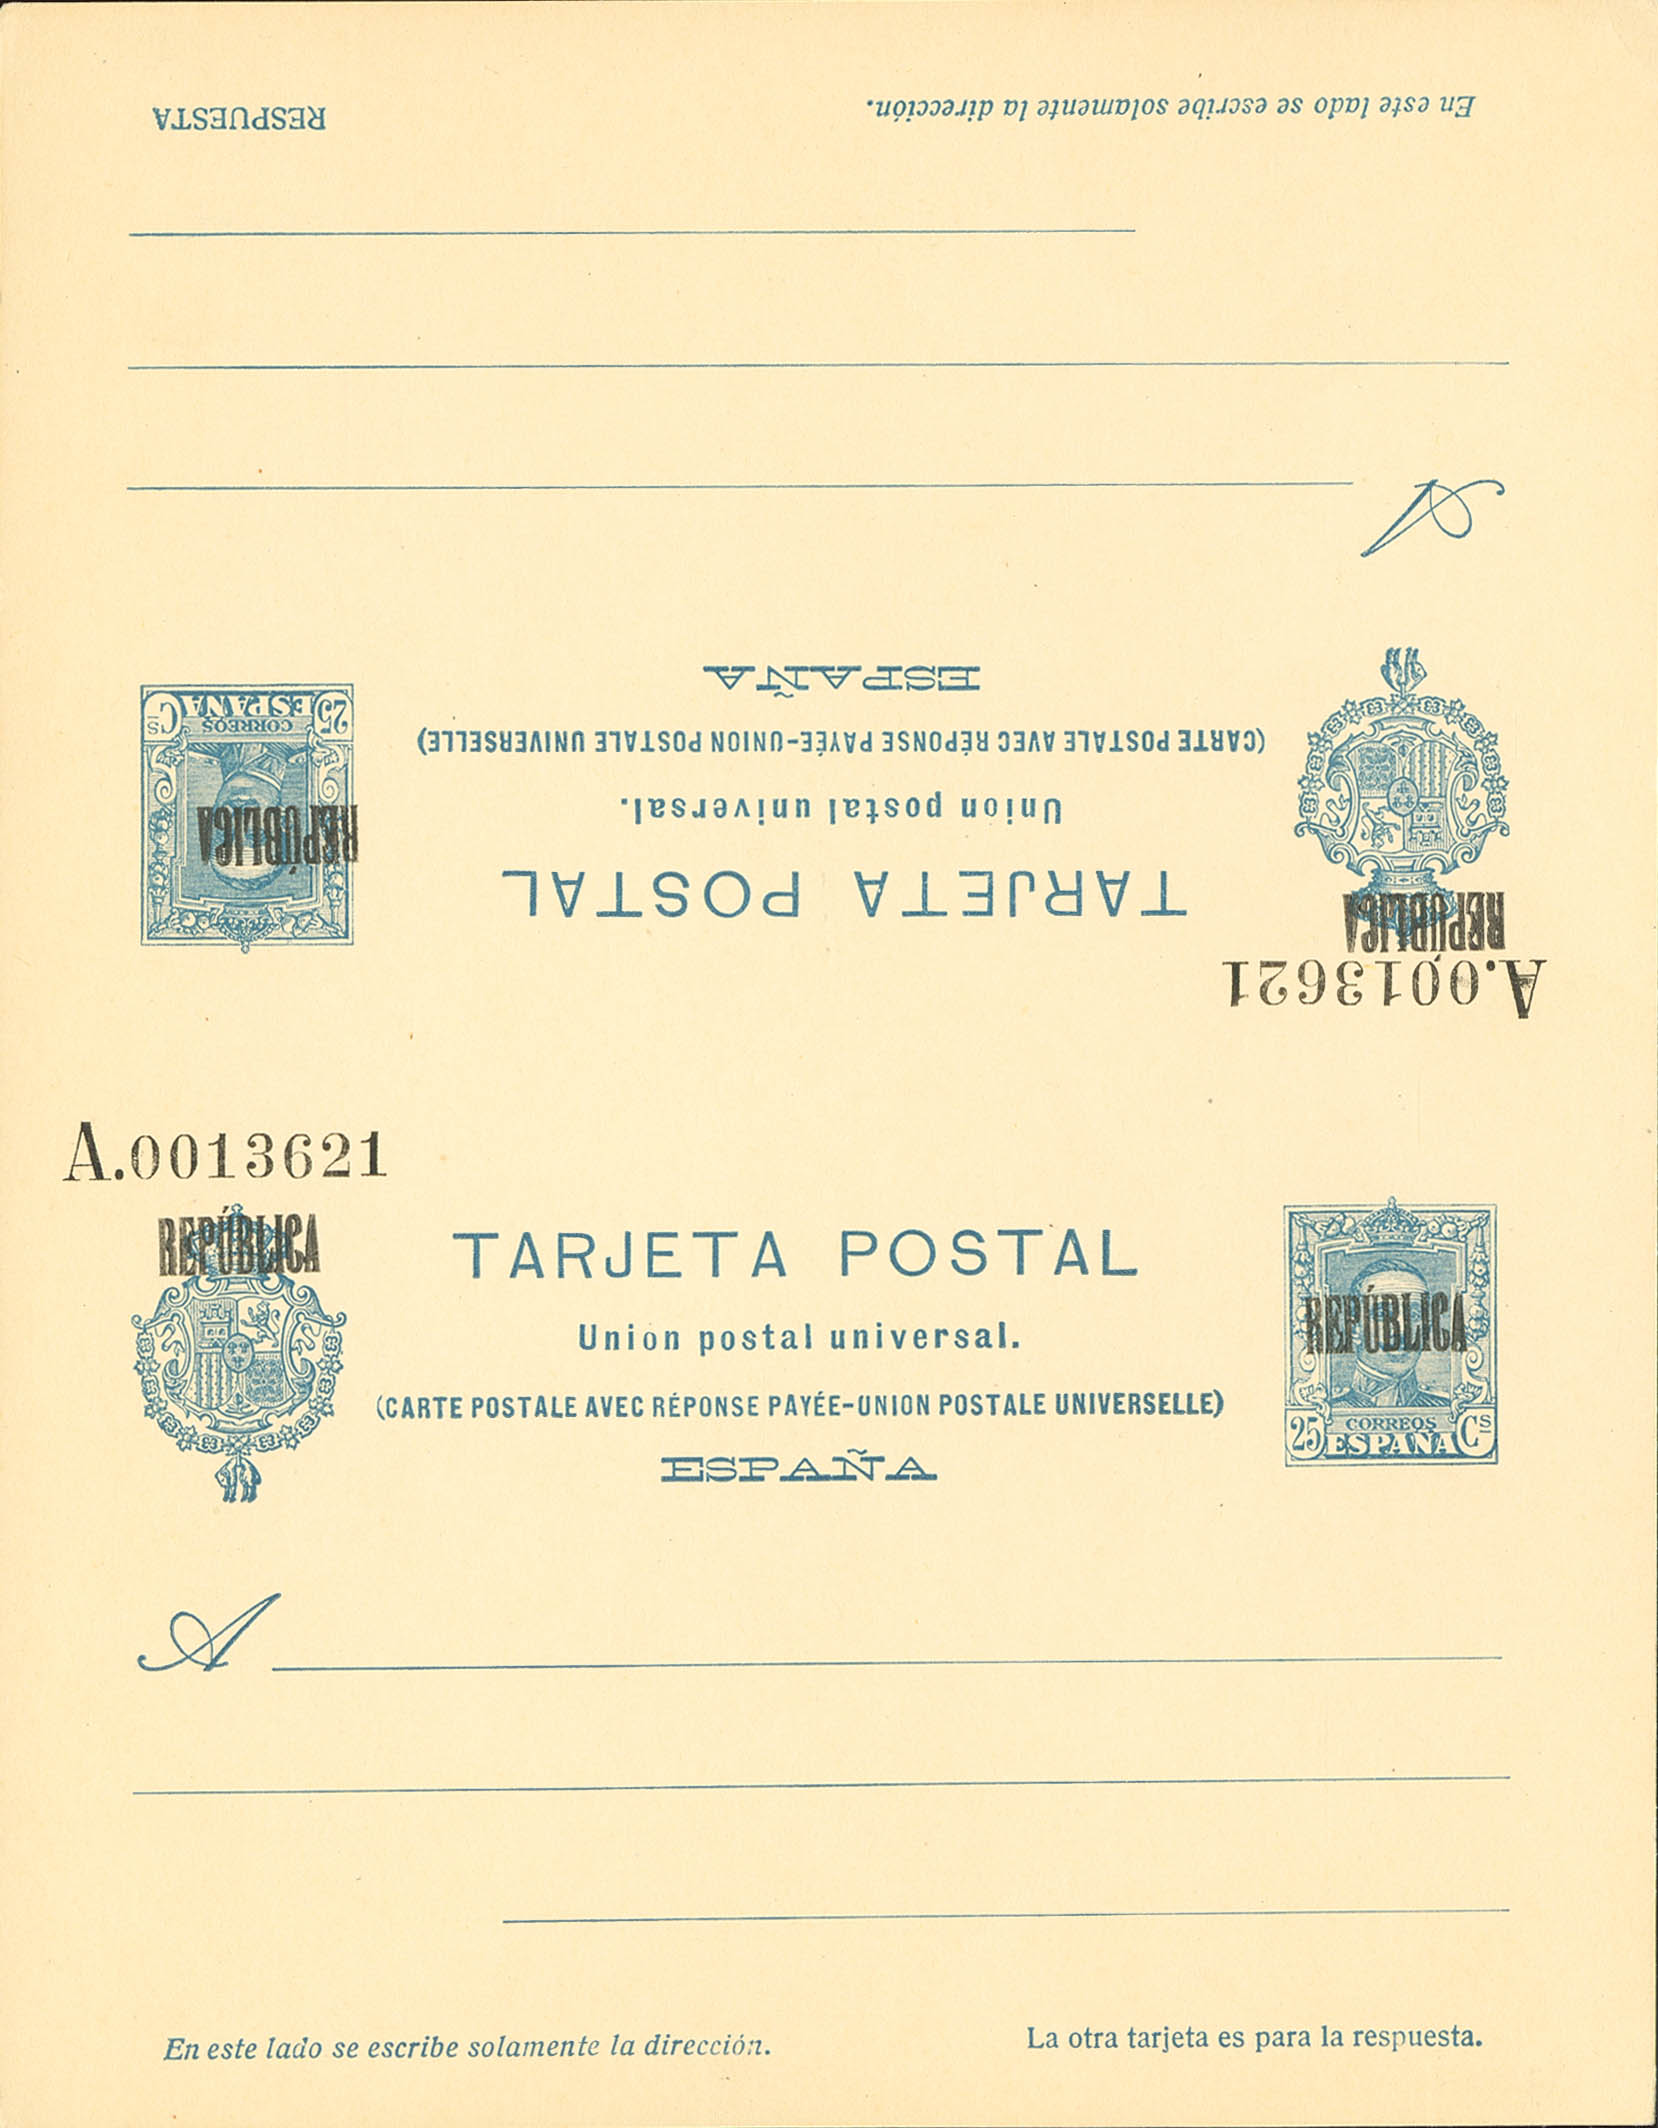 RESPUESTA
En este lado se escribe solamente la dirección.
A
ESPAÑA
(CARTE POSTALE AVEC RÉPONSE PAYÉE-UNION POSTALE UNIVERSELLE)
Union postal universal.
TARJETA POSTAL
25 CORREOS ESPAÑA Cs
REPÚBLICA
REPÚBLICA
A.0013621
A.0013621
REPÚBLICA
TARJETA POSTAL
Union postal universal.
(CARTE POSTALE AVEC RÉPONSE PAYÉE-UNION POSTALE UNIVERSELLE)
ESPAÑA
REPÚBLICA
25 CORREOS ESPAÑA Cs
A
En este lado se escribe solamente la dirección.
La otra tarjeta es para la respuesta.